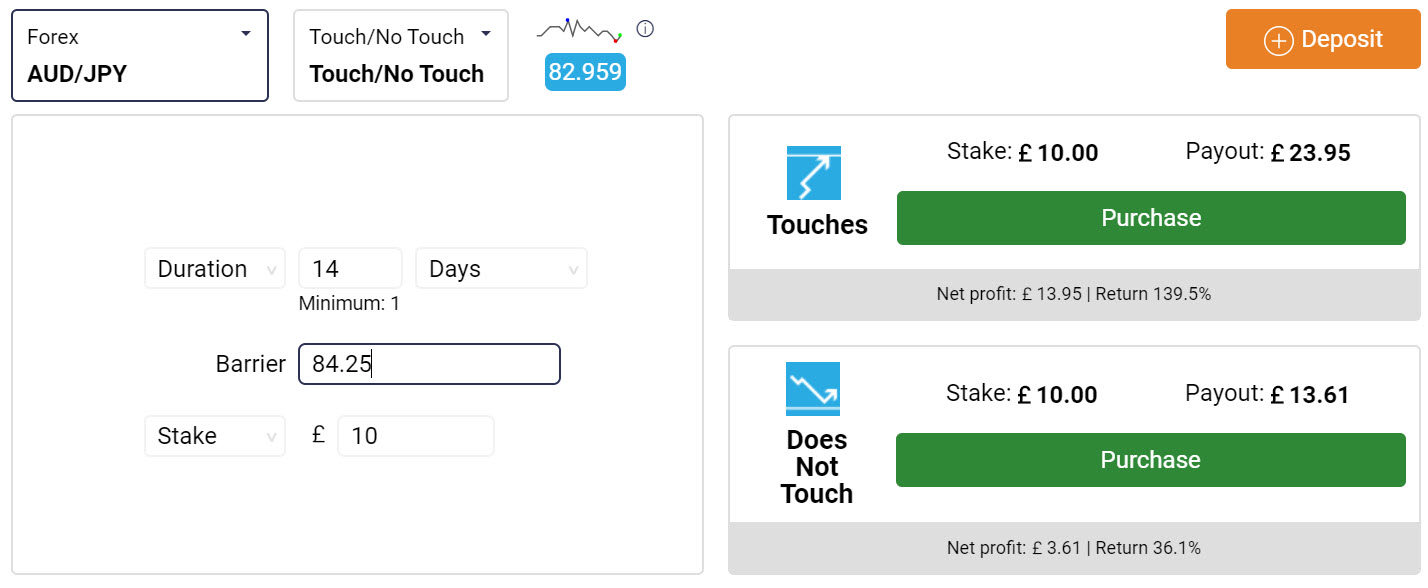 Forex
AUD/JPY
Touch/No Touch
Touch/No Touch
82.959
Deposit
Duration
14
Days
Minimum: 1
Barrier
84.25
Stake
£
10
Touches
Stake: £ 10.00
Payout: £ 23.95
Purchase
Net profit: £ 13.95 | Return 139.5%
Does
Not
Touch
Stake: £ 10.00
Payout: £ 13.61
Purchase
Net profit: £ 3.61 | Return 36.1%